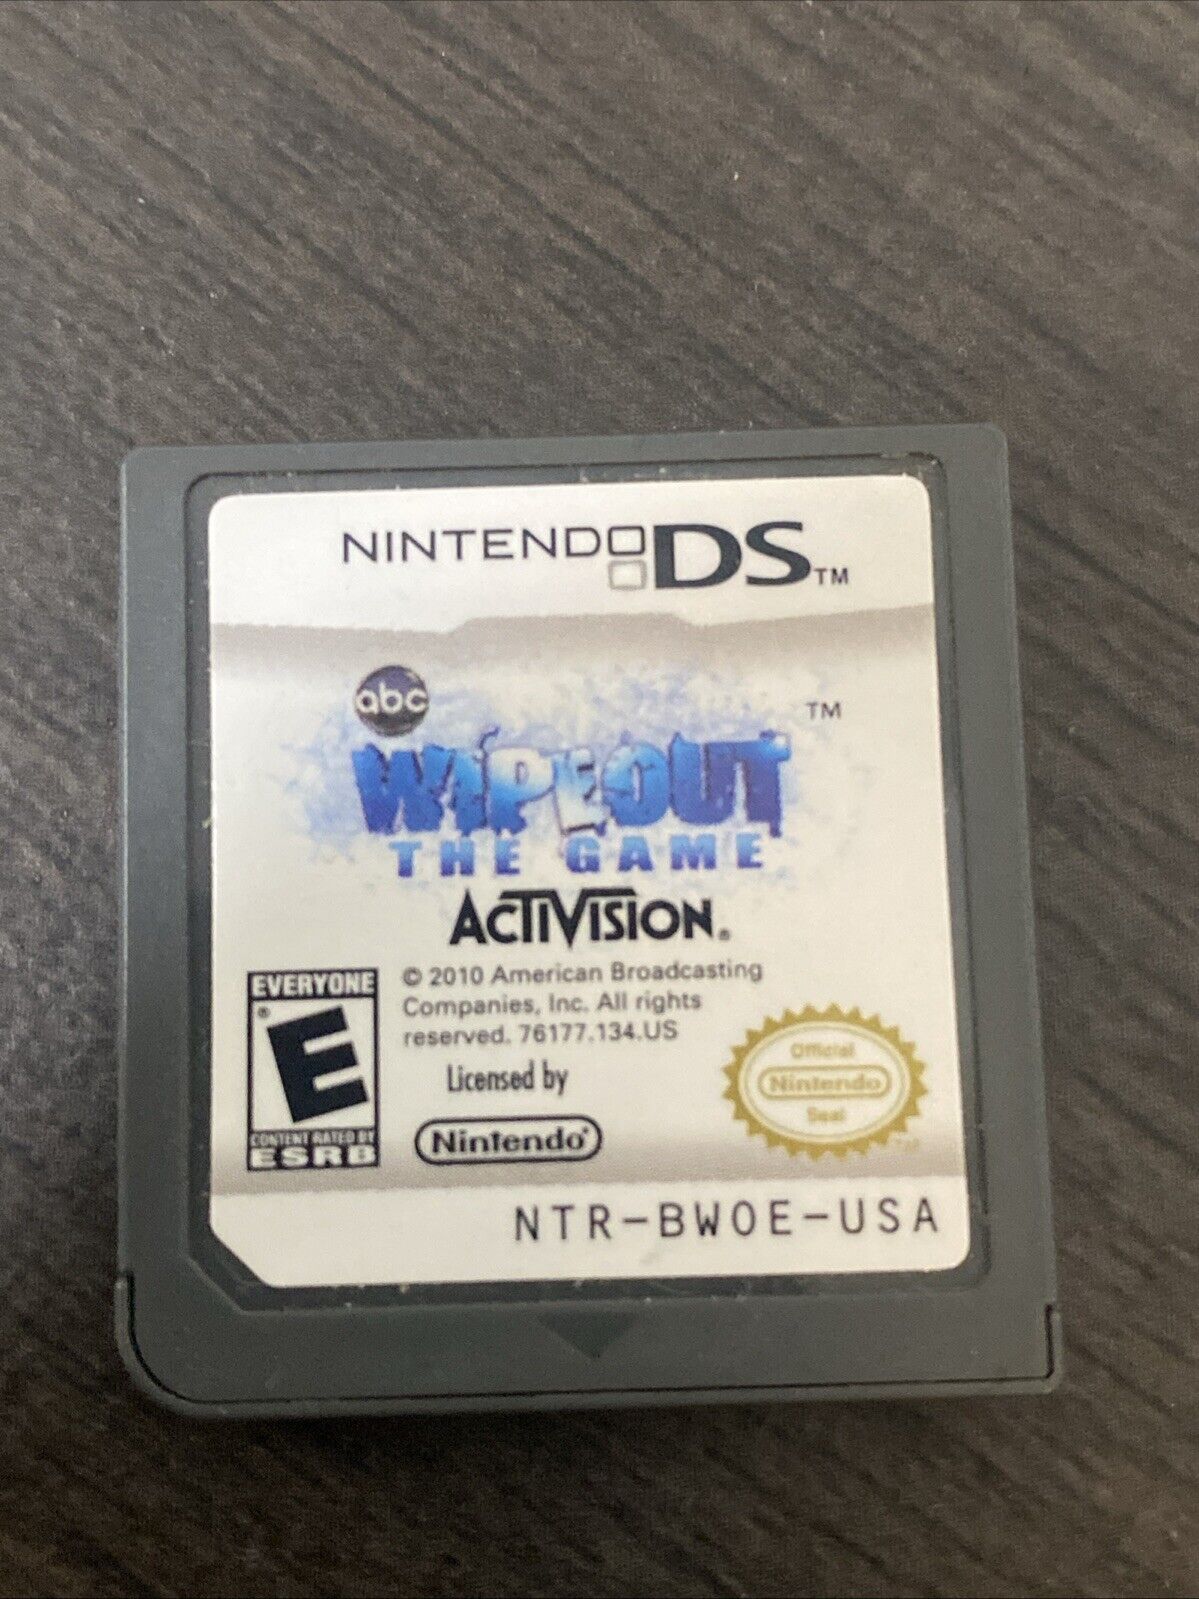 NINTENDO DS™
abc
™
WIPEOUT
THE GAME
ACTIVISION®
EVERYONE
E®
CONTENT RATED BY
ESRB
© 2010 American Broadcasting
Companies, Inc. All rights
reserved. 76177.134.US
Licensed by
Nintendo®
Official
Nintendo
Seal
NTR-BWOE-USA